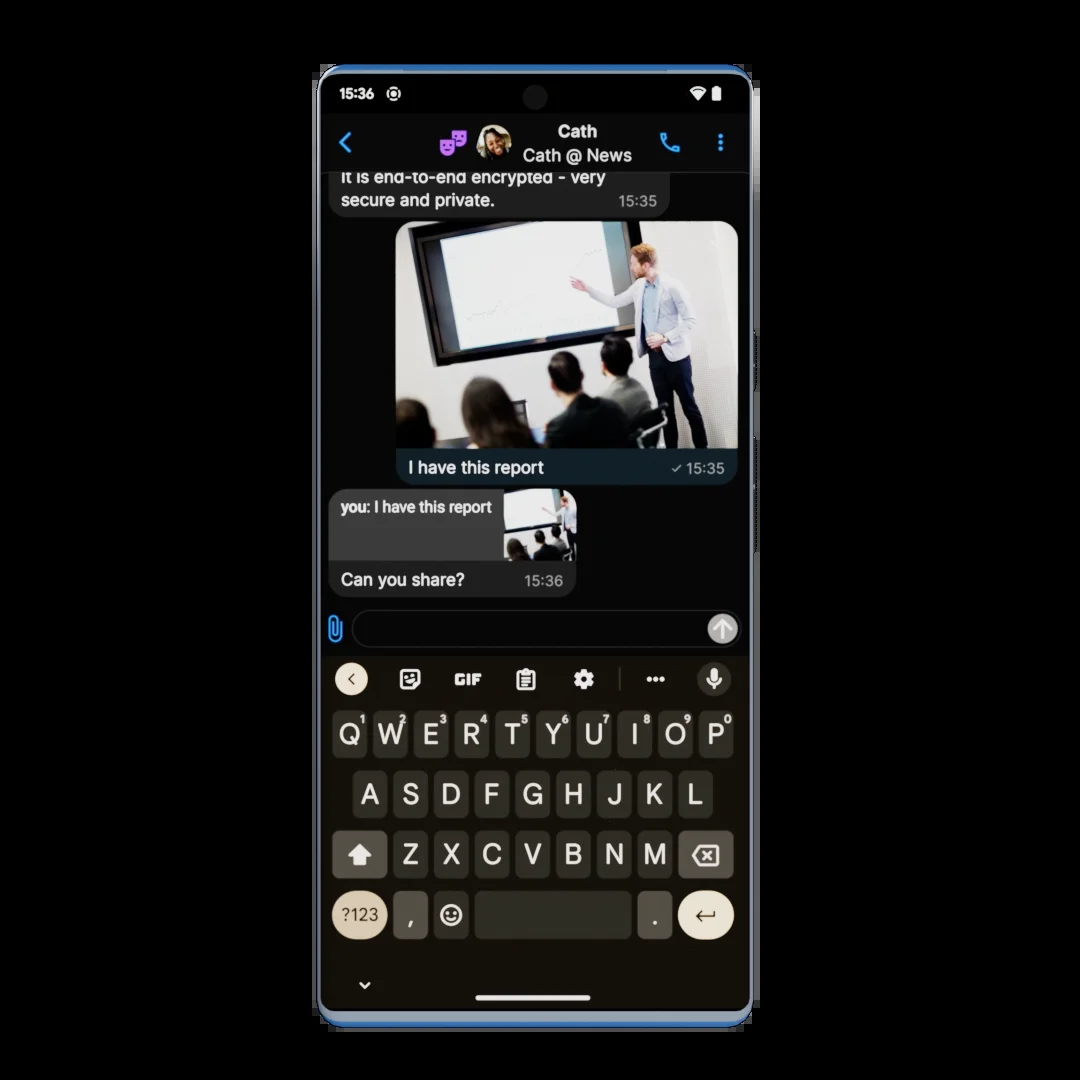 15:36
Cath
Cath @ News
It is end-to-end encrypted - very
secure and private.
15:35
I have this report
✓ 15:35
you: I have this report
Can you share?
15:36
GIF
Q1 W2 E3 R4 T5 Y6 U7 I8 O9 P0
A S D F G H J K L
Z X C V B N M
?123 , .